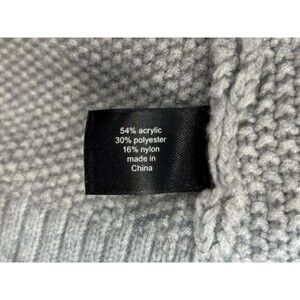 54% acrylic
30% polyester
16% nylon
made in
China